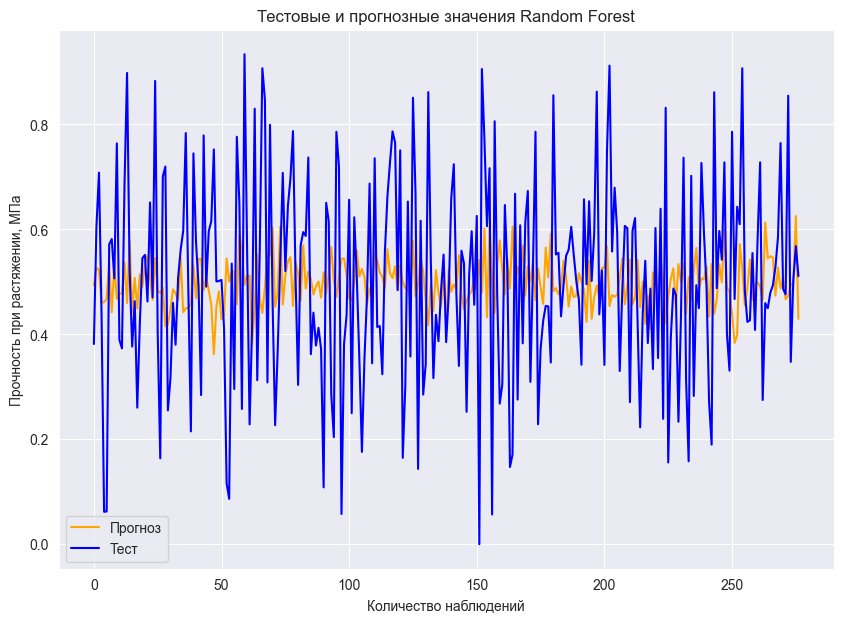 Тестовые и прогнозные значения Random Forest
Прочность при растяжении, МПа
0.8
0.6
0.4
0.2
0.0
Прогноз
Тест
0 50 100 150 200 250
Количество наблюдений